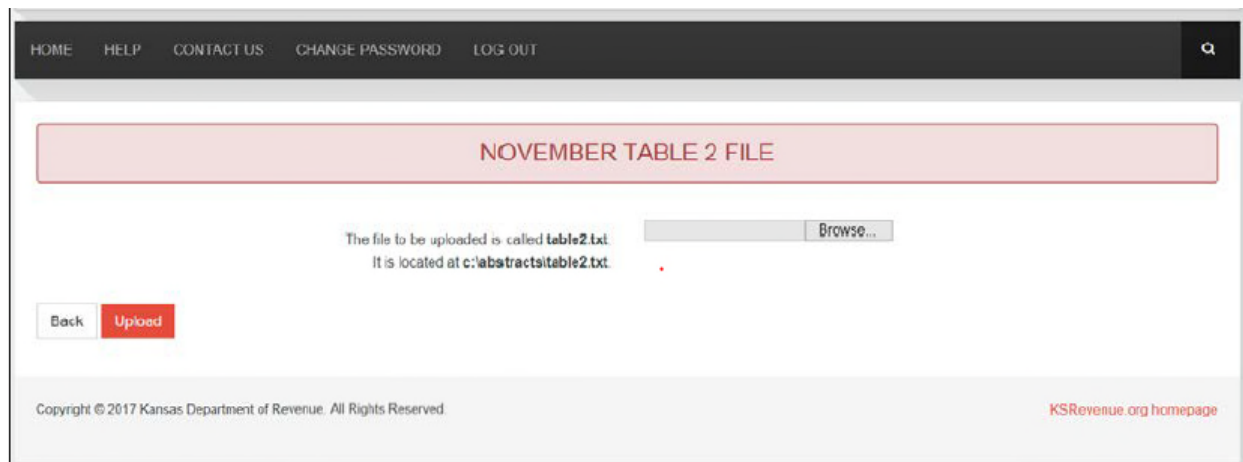 HOME HELP CONTACT US CHANGE PASSWORD LOG OUT
NOVEMBER TABLE 2 FILE
The file to be uploaded is called table2.txt.
Browse...
It is located at c:\abstracts\table2.txt.
Back Upload
Copyright © 2017 Kansas Department of Revenue. All Rights Reserved.
KSRevenue.org homepage